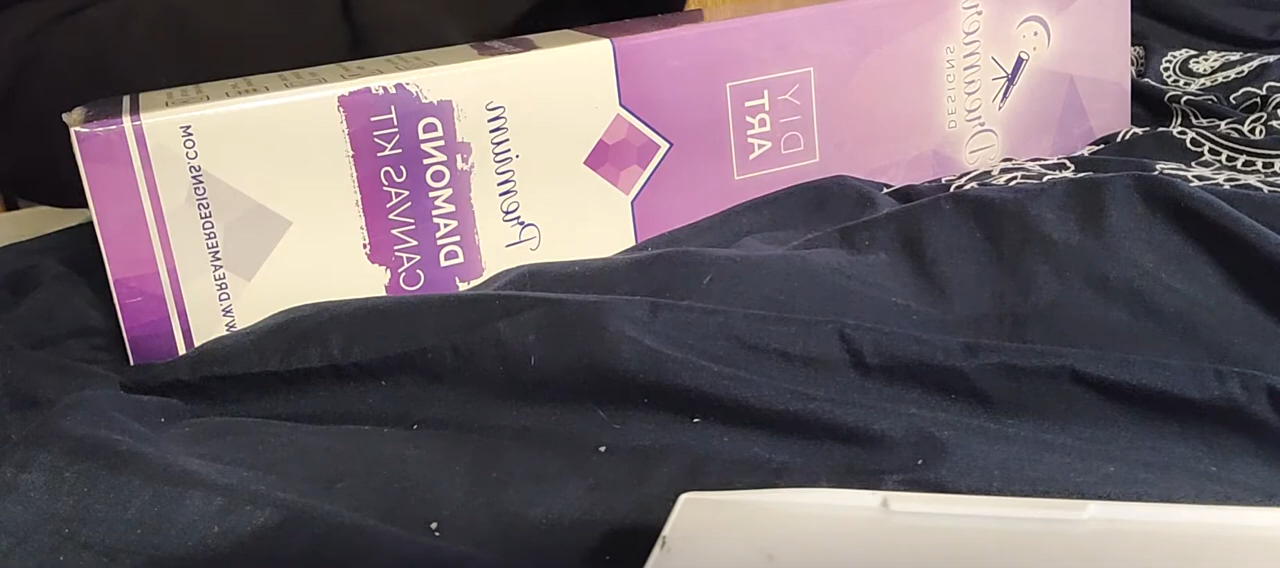 Dreamer
DESIGNS
DIY
ART
Premium
DIAMOND
CANVAS KIT
WWW.DREAMERDESIGNS.COM